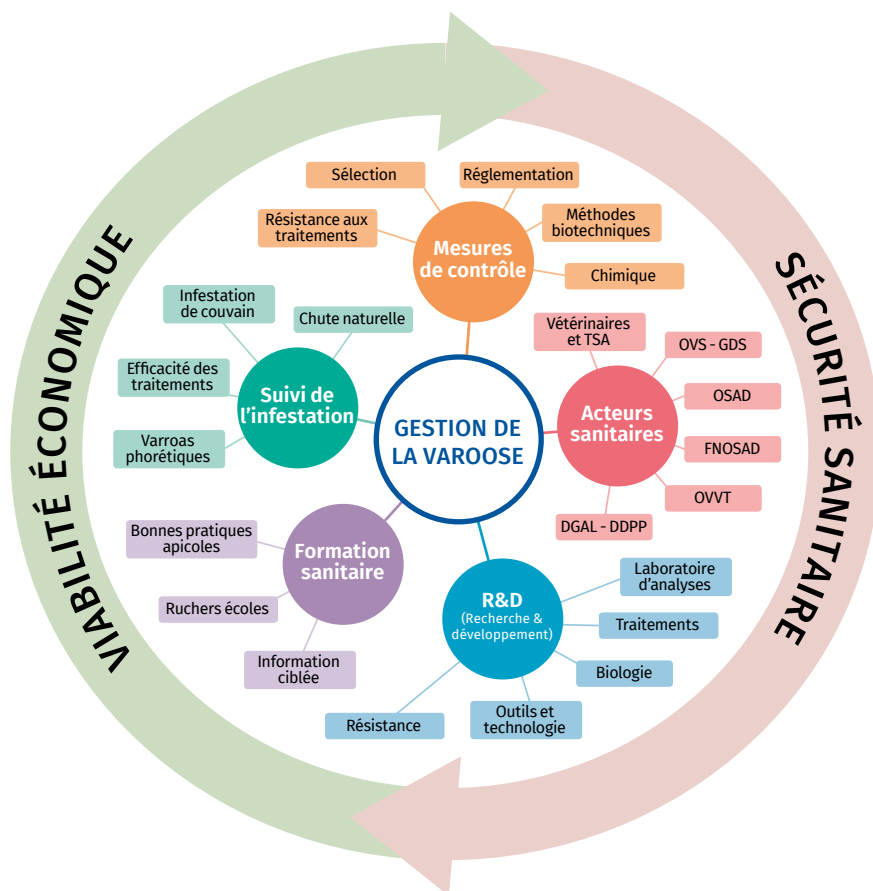 VIABILITÉ ÉCONOMIQUE
SÉCURITÉ SANITAIRE
GESTION DE
LA VAROOSE
Mesures
de contrôle
Sélection
Réglementation
Résistance aux
traitements
Méthodes
biotechniques
Chimique
Acteurs
sanitaires
Vétérinaires
et TSA
OVS - GDS
OSAD
FNOSAD
OVVT
DGAL - DDPP
R&D
(Recherche &
développement)
Laboratoire
d'analyses
Traitements
Biologie
Outils et
technologie
Résistance
Formation
sanitaire
Bonnes pratiques
apicoles
Ruchers écoles
Information
ciblée
Suivi de
l'infestation
Infestation
de couvain
Chute naturelle
Efficacité des
traitements
Varroas
phorétiques